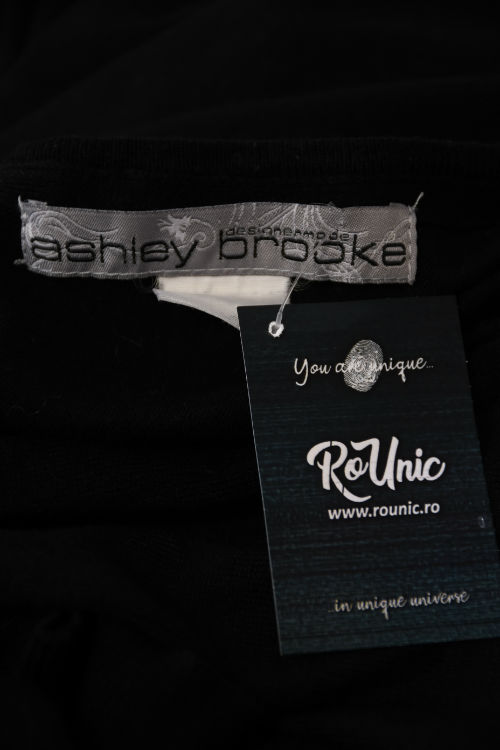 designermode
ashley brooke
You are unique...
RoUnic
www.rounic.ro
...in unique universe